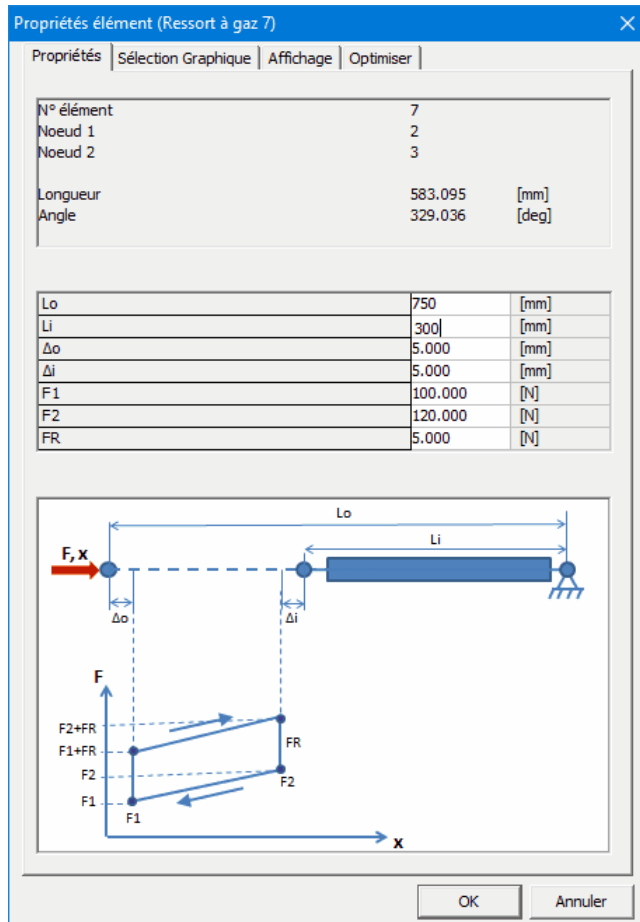 Propriétés élément (Ressort à gaz 7)
Propriétés Sélection Graphique Affichage Optimiser
N° élément 7
Noeud 1 2
Noeud 2 3
Longueur 583.095 [mm]
Angle 329.036 [deg]
Lo 750 [mm]
Li 300 [mm]
Δo 5.000 [mm]
Δi 5.000 [mm]
F1 100.000 [N]
F2 120.000 [N]
FR 5.000 [N]
Lo
Li
F, x
Δo Δi
F
F2+FR
F1+FR FR
F2 F2
F1 F1
x
OK Annuler